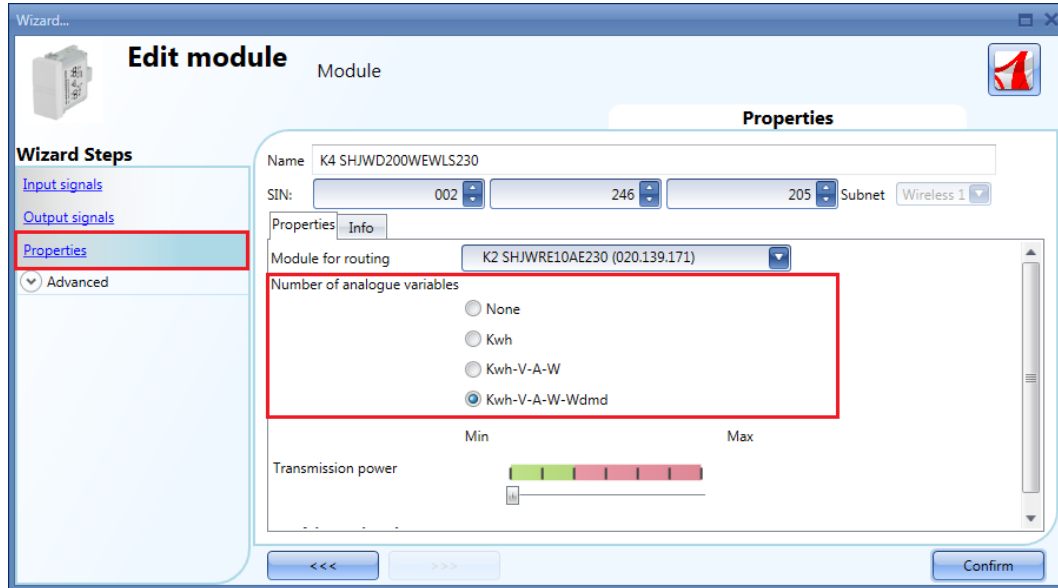 Wizard...
Edit module
Module
Properties
Wizard Steps
Input signals
Output signals
Properties
Advanced
Name K4 SHJWD200WEWLS230
SIN: 002 246 205 Subnet Wireless 1
Properties Info
Module for routing K2 SHJWRE10AE230 (020.139.171)
Number of analogue variables
None
Kwh
Kwh-V-A-W
Kwh-V-A-W-Wdmd
Min Max
Transmission power
<<< >>> Confirm